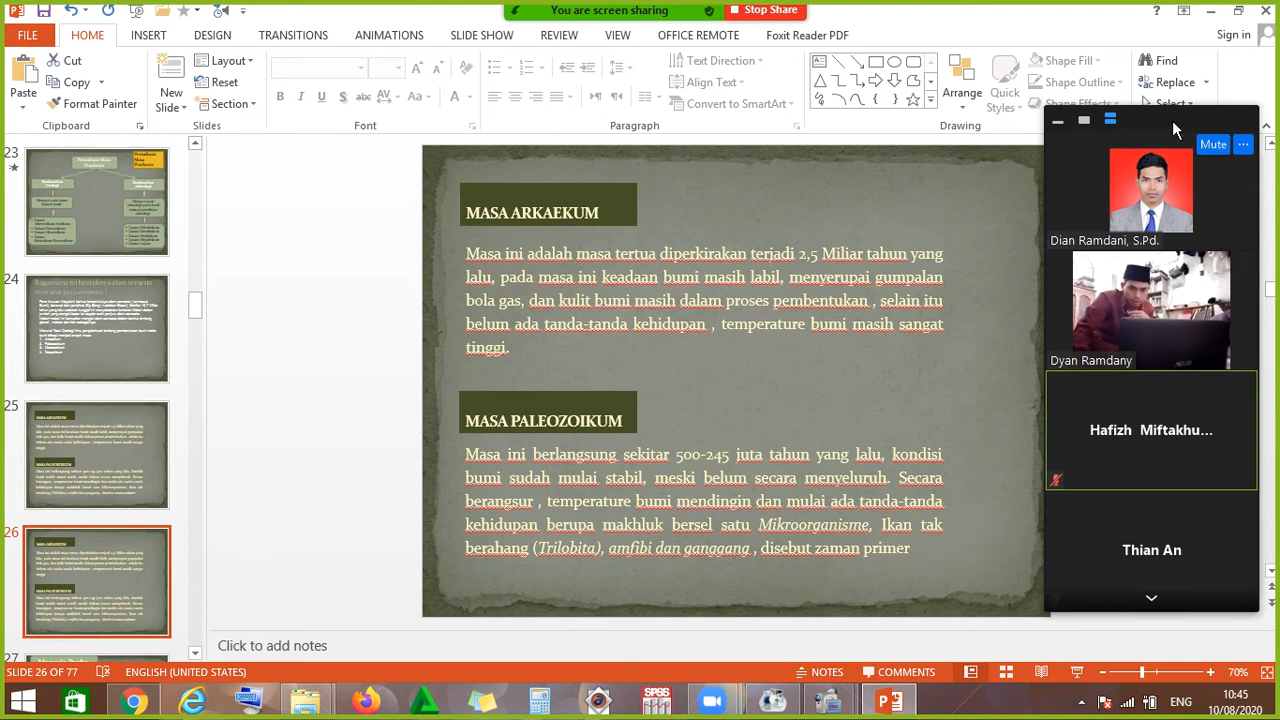 You are screen sharing
Stop Share
Sign in
FILE HOME INSERT DESIGN TRANSITIONS ANIMATIONS SLIDE SHOW REVIEW VIEW OFFICE REMOTE Foxit Reader PDF
Cut
Copy
Format Painter
Paste
Clipboard
New
Slide
Layout
Reset
Section
Slides
Font
Text Direction
Align Text
Convert to SmartArt
Paragraph
Arrange
Quick
Styles
Shape Fill
Shape Outline
Shape Effects
Drawing
Find
Replace
Select
Mute
Dian Ramdani, S.Pd.
Dyan Ramdany
Hafizh Miftakhu...
Thian An
23
24
25
26
27
MASA ARKAEKUM
Masa ini adalah masa tertua diperkirakan terjadi 2,5 Miliar tahun yang
lalu, pada masa ini keadaan bumi masih labil, menyerupai gumpalan
bola gas, dan kulit bumi masih dalam proses pembentukan , selain itu
tanda-tanda kehidupan , temperature bumi masih sangat
tinggi.
MASA PALEOZOIKUM
Masa ini berlangsung sekitar 500-245 juta tahun yang lalu, kondisi
mulai stabil, meski belum sepenuhnya. Secara
berangsur , temperature bumi mendingin dan mulai ada tanda-tanda
kehidupan berupa makhluk bersel satu Mikroorganisme, Ikan tak
(Trilobita), amfibi dan ganggang, disebut zaman primer
Click to add notes
SLIDE 26 OF 77 ENGLISH (UNITED STATES) NOTES COMMENTS 70%
SPSS
ENG
10:45
10/08/2020